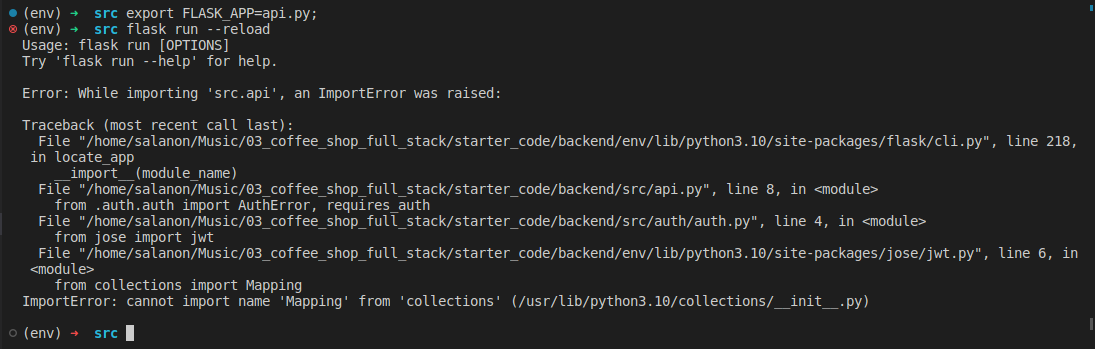 (env) ➜ src export FLASK_APP=api.py;
(env) ➜ src flask run --reload
Usage: flask run [OPTIONS]
Try 'flask run --help' for help.
Error: While importing 'src.api', an ImportError was raised:
Traceback (most recent call last):
File "/home/salanon/Music/03_coffee_shop_full_stack/starter_code/backend/env/lib/python3.10/site-packages/flask/cli.py", line 218,
in locate_app
__import__(module_name)
File "/home/salanon/Music/03_coffee_shop_full_stack/starter_code/backend/src/api.py", line 8, in <module>
from .auth.auth import AuthError, requires_auth
File "/home/salanon/Music/03_coffee_shop_full_stack/starter_code/backend/src/auth/auth.py", line 4, in <module>
from jose import jwt
File "/home/salanon/Music/03_coffee_shop_full_stack/starter_code/backend/env/lib/python3.10/site-packages/jose/jwt.py", line 6, in
<module>
from collections import Mapping
ImportError: cannot import name 'Mapping' from 'collections' (/usr/lib/python3.10/collections/__init__.py)
(env) ➜ src